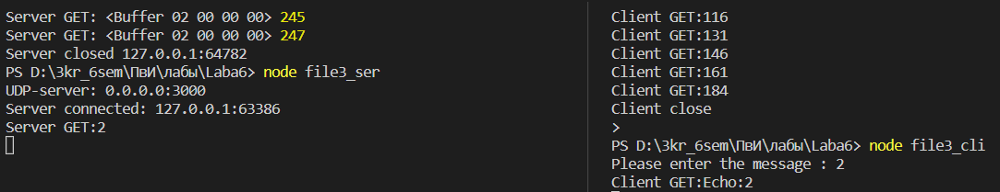 Server GET: <Buffer 02 00 00 00> 245
Server GET: <Buffer 02 00 00 00> 247
Server closed 127.0.0.1:64782
PS D:\3kr_6sem\ПвИ\лабы\Laba6> node file3_ser
UDP-server: 0.0.0.0:3000
Server connected: 127.0.0.1:63386
Server GET:2
Client GET:116
Client GET:131
Client GET:146
Client GET:161
Client GET:184
Client close
>
PS D:\3kr_6sem\ПвИ\лабы\Laba6> node file3_cli
Please enter the message : 2
Client GET:Echo:2